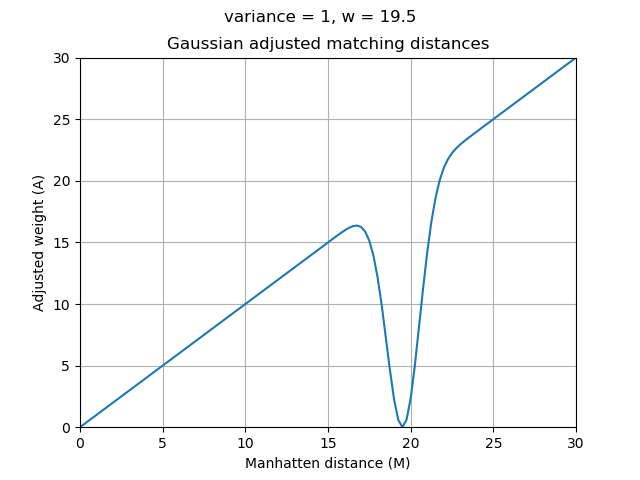 variance = 1, w = 19.5
Gaussian adjusted matching distances
30
25
20
15
10
5
0
Adjusted weight (A)
0 5 10 15 20 25 30
Manhatten distance (M)